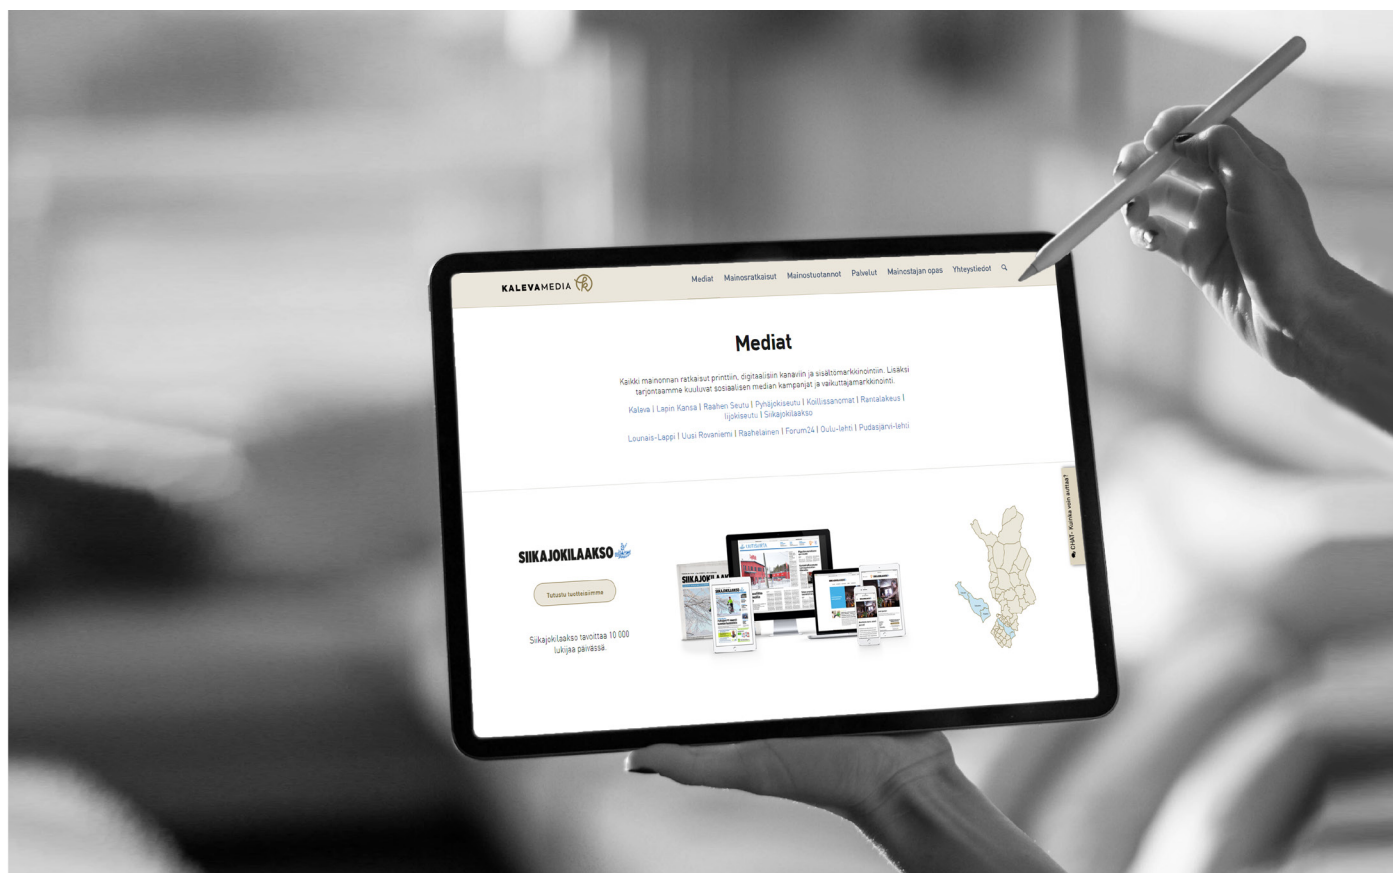 KALEVAMEDIA
Mediat Mainosratkaisut Mainostuotannot Palvelut Mainostajan opas Yhteystiedot
Mediat
Kaikki mainonnan ratkaisut printtiin, digitaalisiin kanaviin ja sisältömarkkinointiin. Lisäksi
tarjontaamme kuuluvat sosiaalisen median kampanjat ja vaikuttajamarkkinointi.
Kaleva | Lapin Kansa | Raahen Seutu | Pyhäjokiseutu | Koillissanomat | Rantalakeus |
Iijokiseutu | Siikajokilaakso
Lounais-Lappi | Uusi Rovaniemi | Raahelainen | Forum24 | Oulu-lehti | Pudasjärvi-lehti
CHAT- Kuinka voin auttaa?
SIIKAJOKILAAKSO
Tutustu tuotteisiimme
Siikajokilaakso tavoittaa 10 000
lukijaa päivässä.